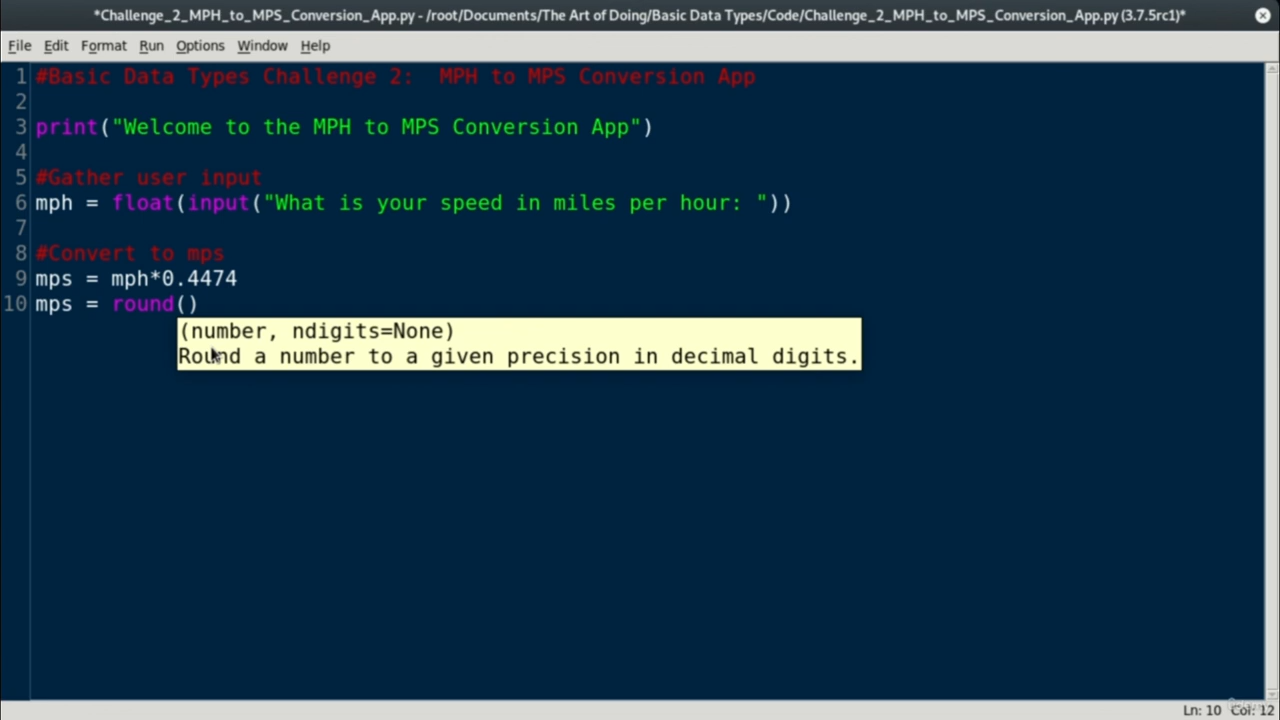 *Challenge_2_MPH_to_MPS_Conversion_App.py - /root/Documents/The Art of Doing/Basic Data Types/Code/Challenge_2_MPH_to_MPS_Conversion_App.py (3.7.5rc1)*
File Edit Format Run Options Window Help
1 #Basic Data Types Challenge 2:  MPH to MPS Conversion App
2
3 print("Welcome to the MPH to MPS Conversion App")
4
5 #Gather user input
6 mph = float(input("What is your speed in miles per hour: "))
7
8 #Convert to mps
9 mps = mph*0.4474
10 mps = round()
(number, ndigits=None)
Round a number to a given precision in decimal digits.
Ln: 10 Col: 12